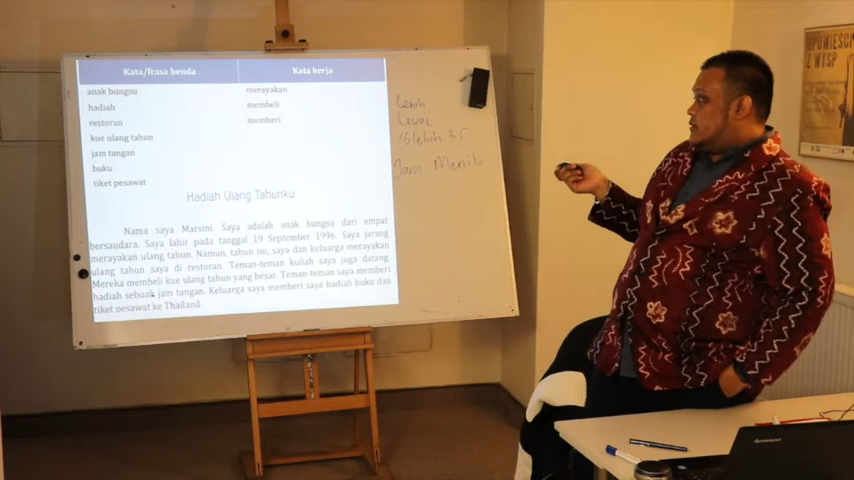 Kata/frasa benda
Kata kerja
anak bungsu
merayakan
hadiah
membeli
restoran
memberi
kue ulang tahun
jam tangan
buku
tiket pesawat
Hadiah Ulang Tahunku
Nama saya Marsini. Saya adalah anak bungsu dari empat
bersaudara. Saya lahir pada tanggal 19 September 1996. Saya jarang
merayakan ulang tahun. Namun, tahun ini, saya dan keluarga merayakan
ulang tahun saya di restoran. Teman-teman kuliah saya juga datang.
Mereka membeli kue ulang tahun yang besar. Teman-teman saya memberi
hadiah sebuah jam tangan. Keluarga saya memberi saya hadiah buku dan
tiket pesawat ke Thailand.
Lebih
16 lebih 35
Jam Menit
OPOWIEŚCI
Z WYSP
Lenovo